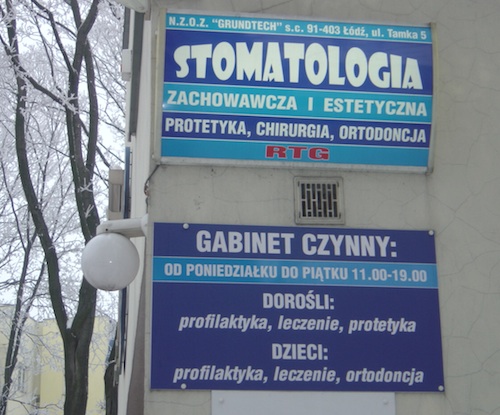 N.Z.O.Z. "GRUNDTECH" s.c. 91-403 Łódź, ul. Tamka 5
STOMATOLOGIA
ZACHOWAWCZA I ESTETYCZNA
PROTETYKA, CHIRURGIA, ORTODONCJA
RTG
GABINET CZYNNY:
OD PONIEDZIAŁKU DO PIĄTKU 11.00-19.00
DOROŚLI:
profilaktyka, leczenie, protetyka
DZIECI:
profilaktyka, leczenie, ortodoncja